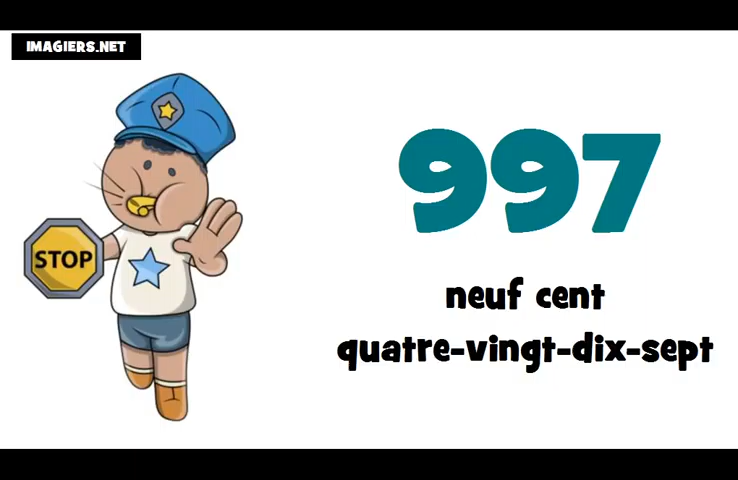 IMAGIERS.NET
997
STOP
neuf cent
quatre-vingt-dix-sept